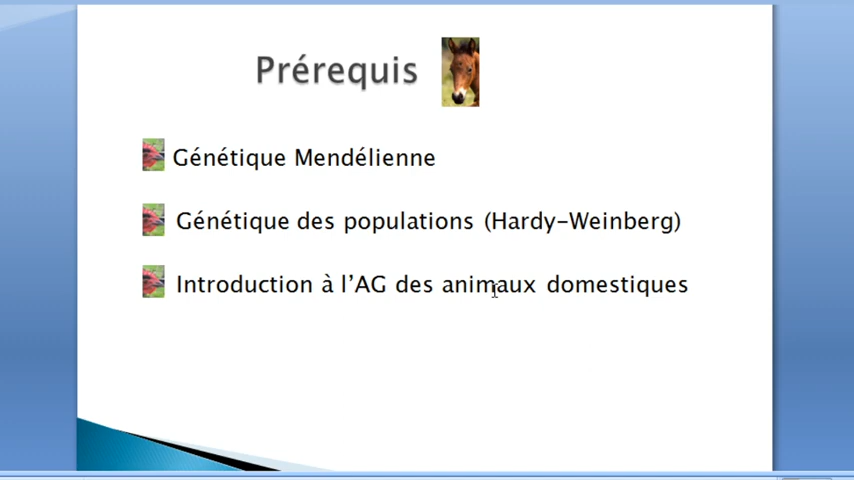 Prérequis
Génétique Mendélienne
Génétique des populations (Hardy-Weinberg)
Introduction à l'AG des animaux domestiques